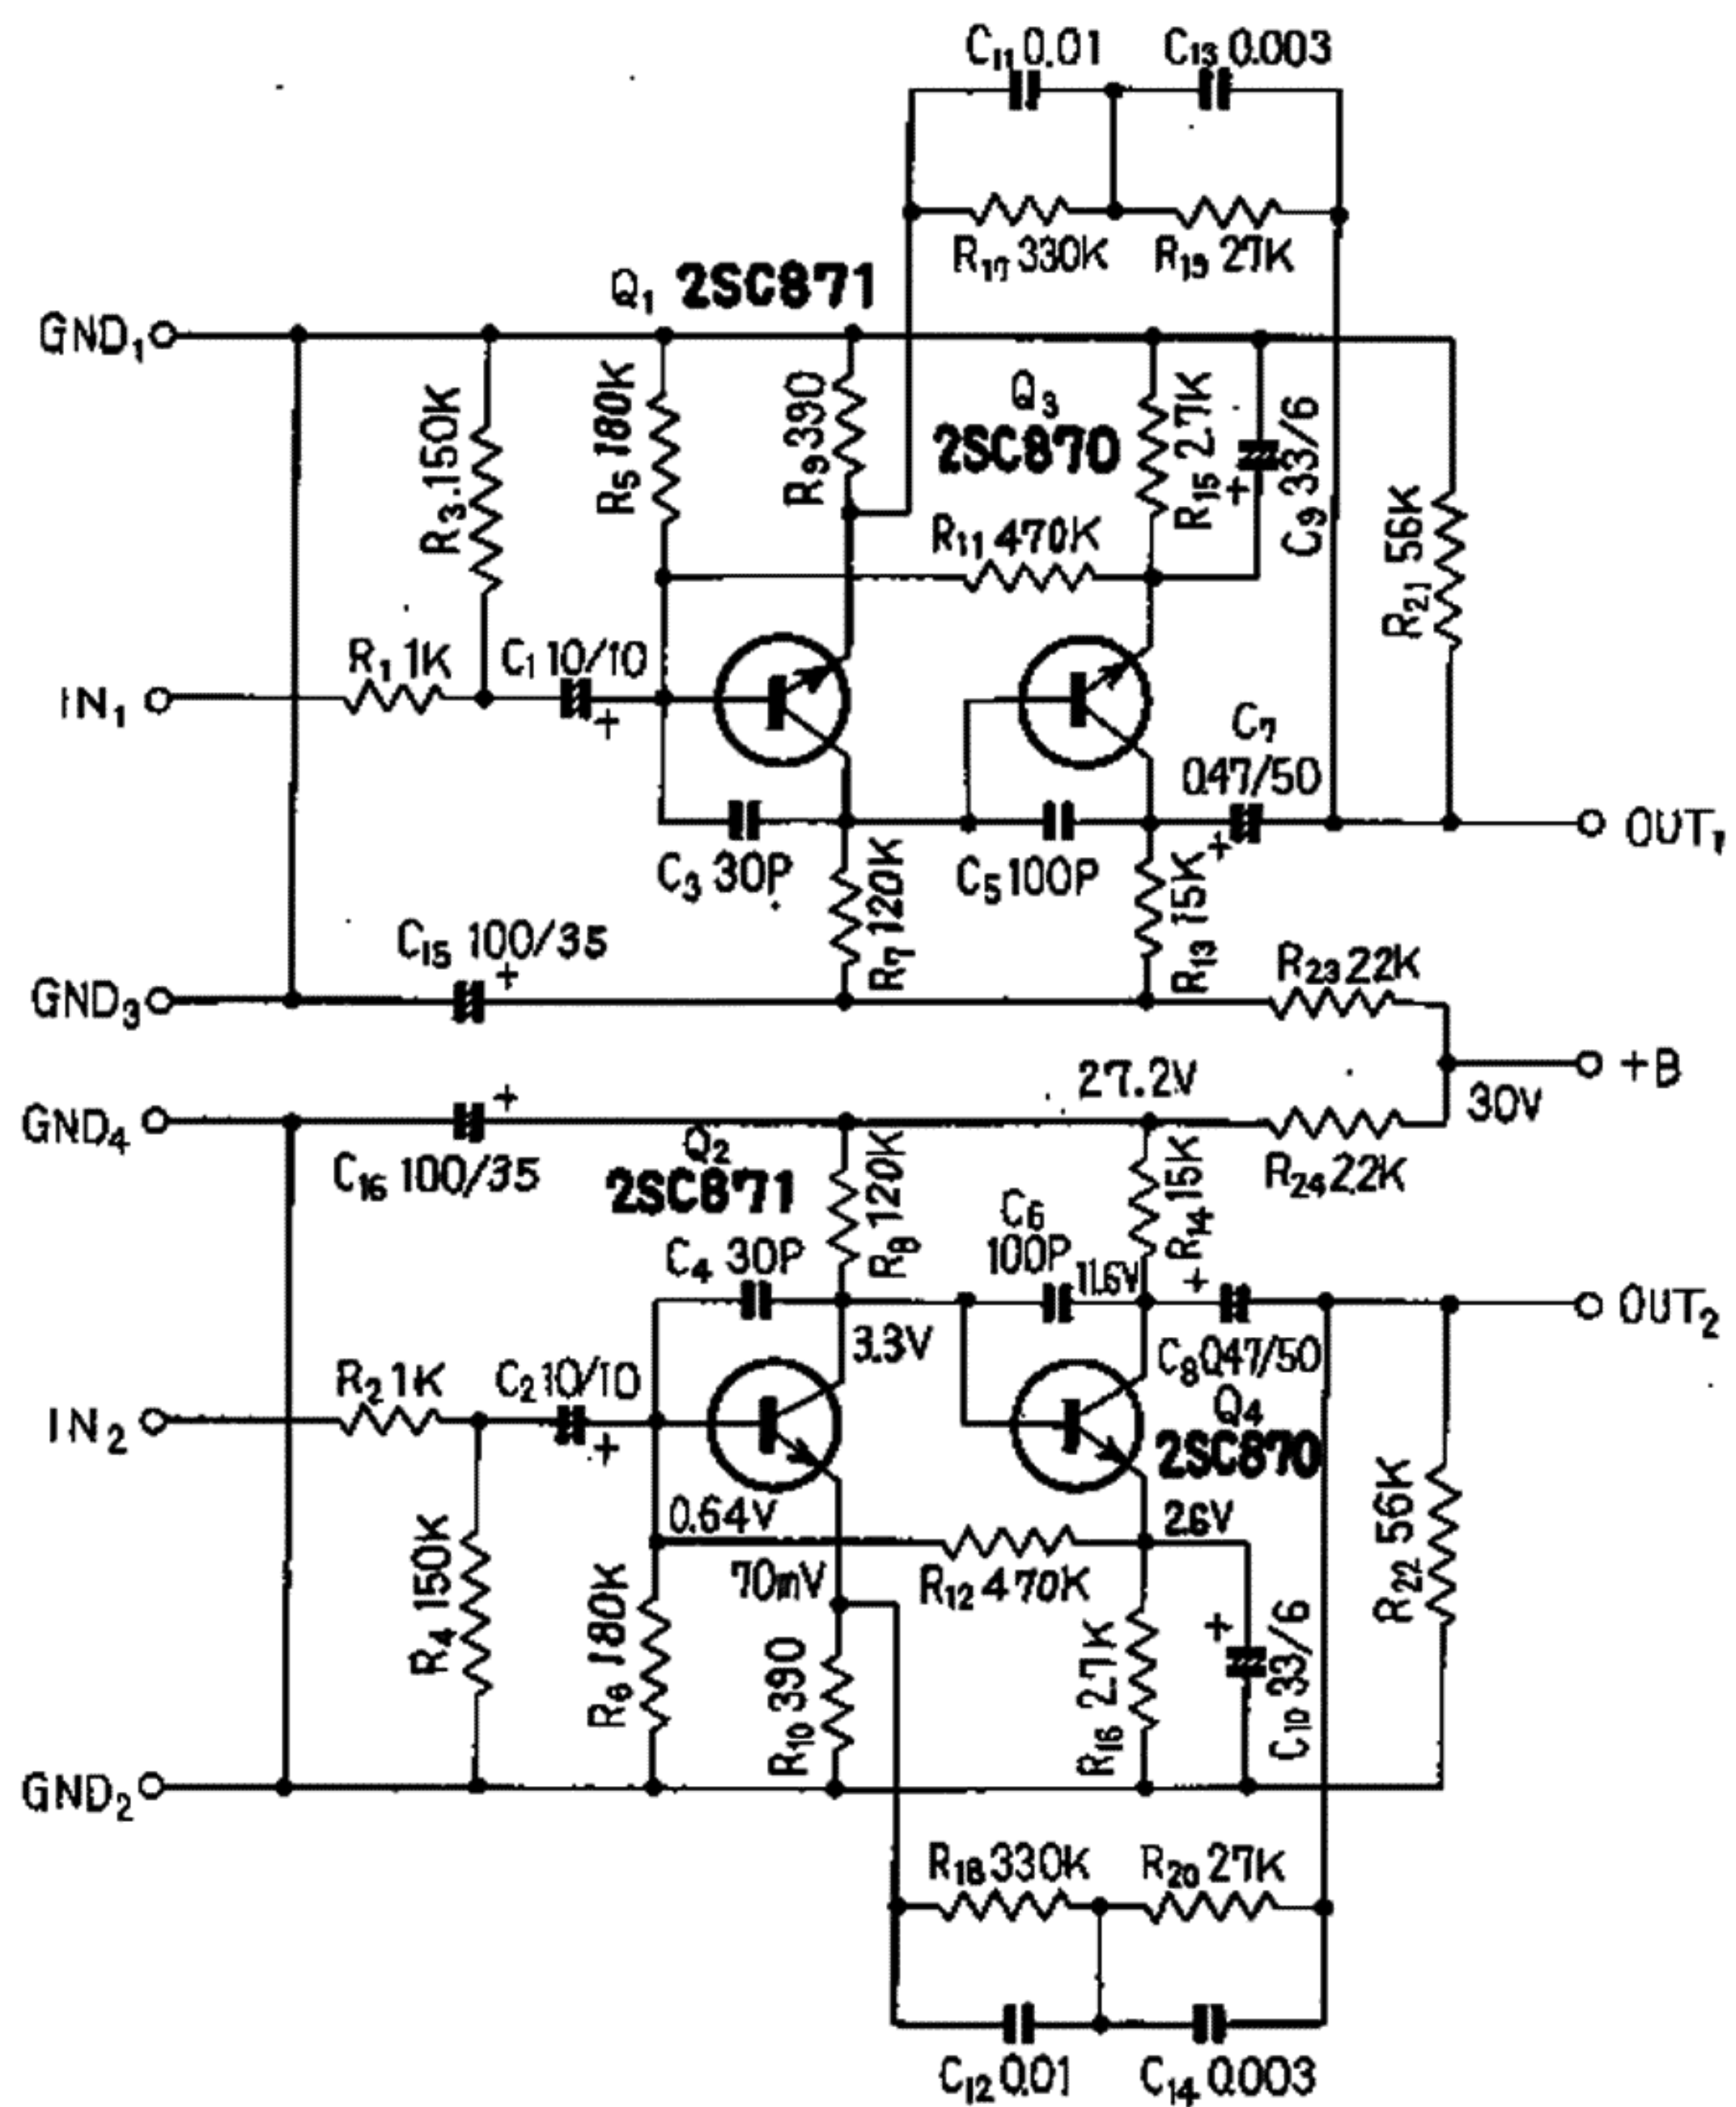 C11 0.01 C13 0.003
R17 330K R19 27K
Q1 2SC871
GND1
R3 150K
R5 180K
R9 390
Q3
2SC870
R15 2.7K
+
C9 33/6
R21 56K
R11 470K
IN1
R1 1K
C1 10/10
+
C7
0.47/50
+
OUT1
C3 30P
C5 100P
R7 120K
R13 15K
C15 100/35
+
GND3
R23 22K
+B
30V
27.2V
GND4
+
C16 100/35
R24 2.2K
Q2
2SC871
R8 120K
R14 15K
C4 30P
C6
100P
11.6V
+
OUT2
3.3V
C8 0.47/50
Q4
2SC870
IN2
R2 1K
C2 10/10
+
0.64V
2.6V
70mV
R12 470K
R4 150K
R6 180K
R10 390
R16 2.7K
+
C10 33/6
R22 56K
GND2
R18 330K R20 27K
C12 0.01 C14 0.003